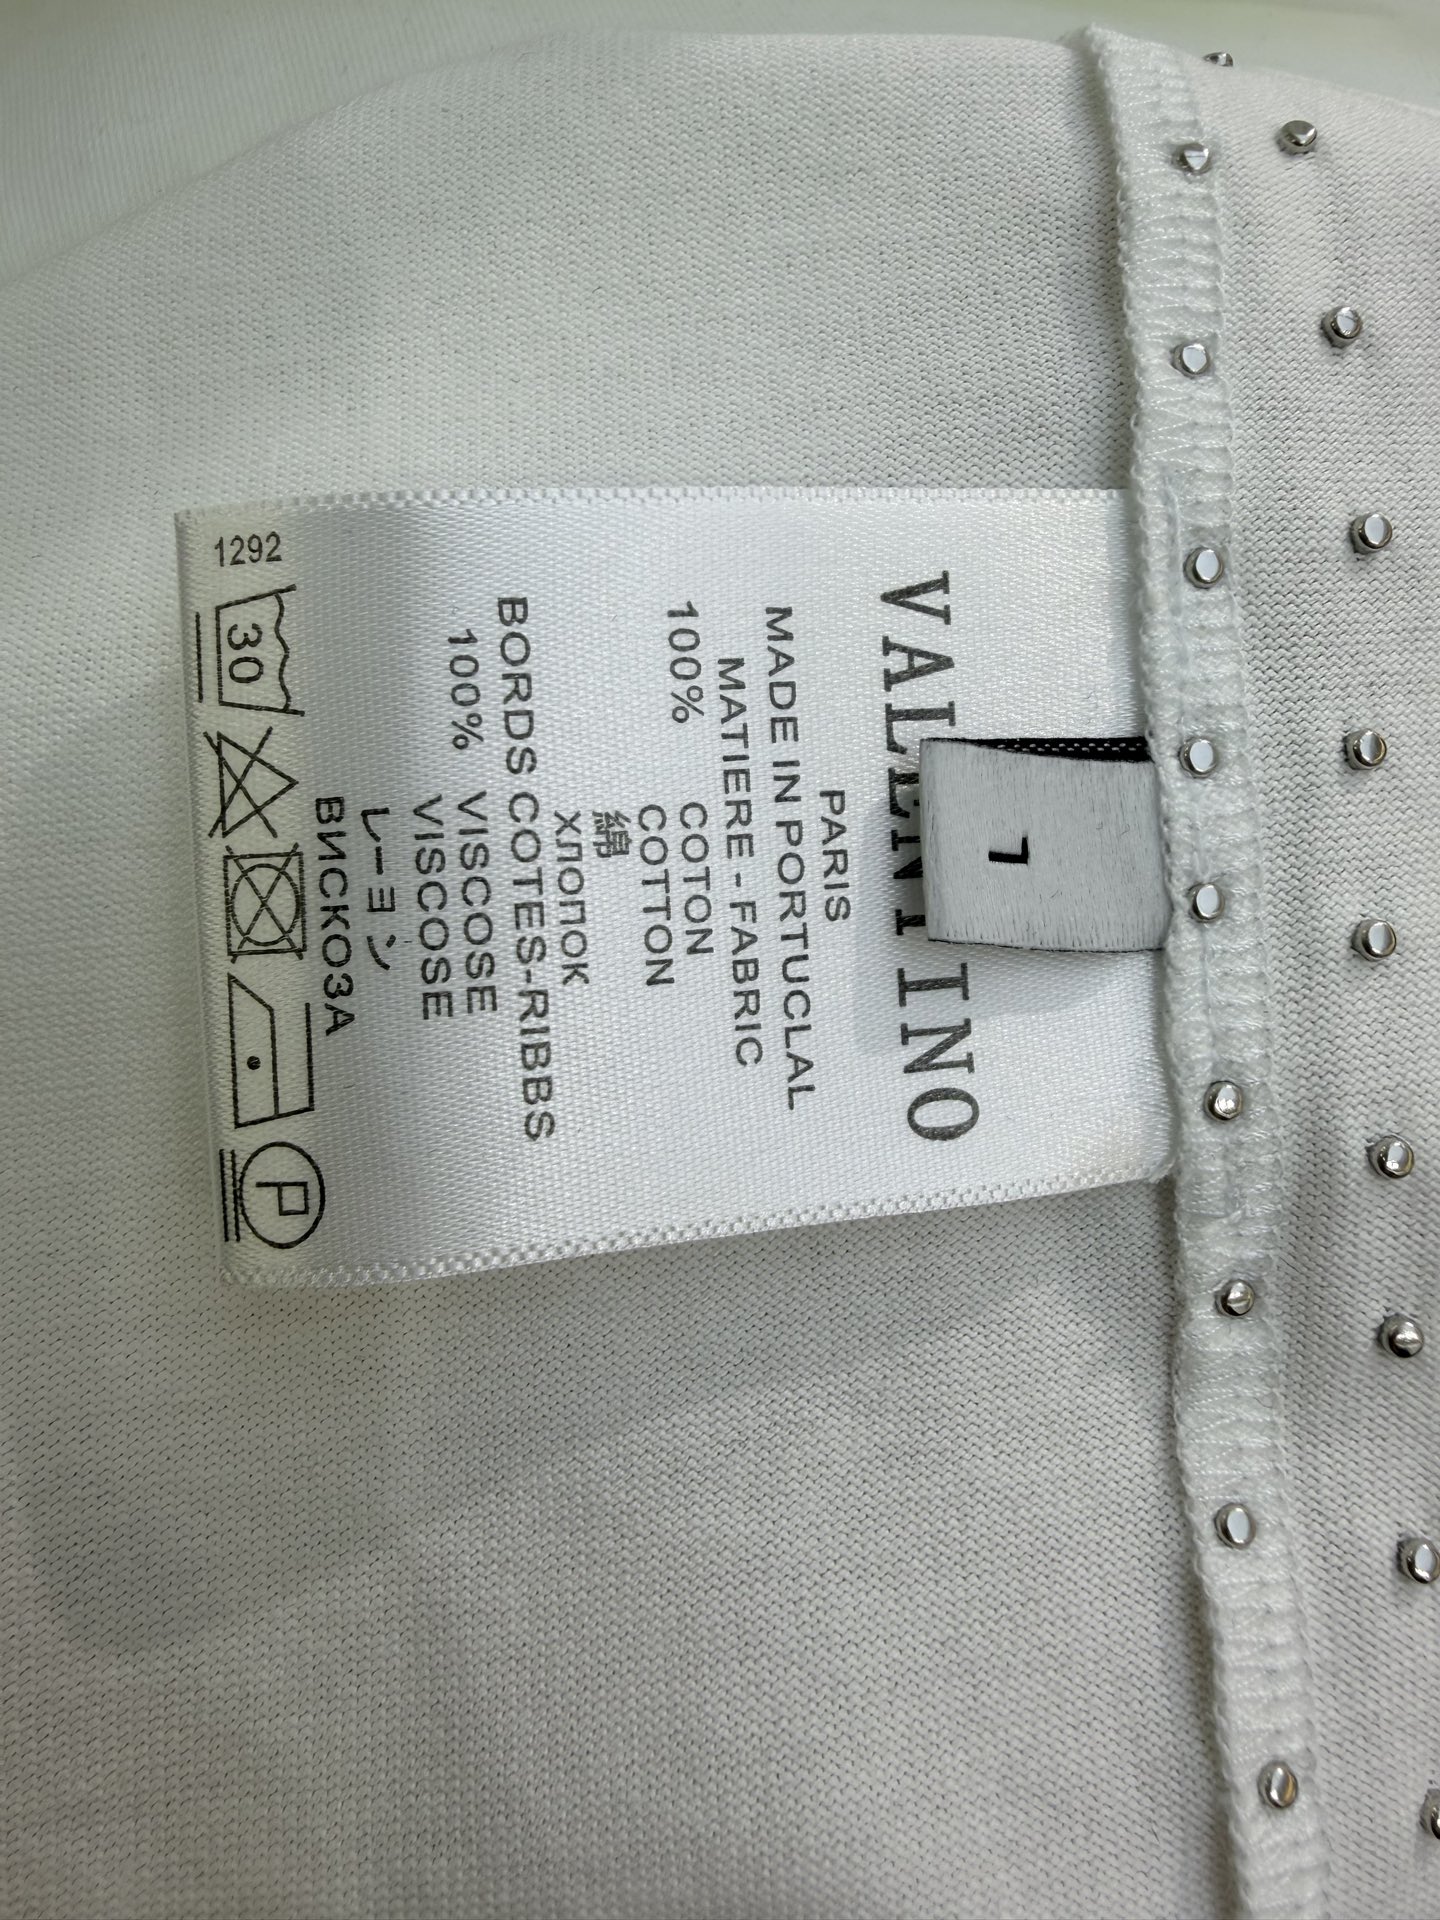 VALENTINO
L
PARIS
MADE IN PORTUCLAL
MATIERE - FABRIC
100% COTON
COTTON
綿
ХЛОПОК
BORDS COTES-RIBBS
100% VISCOSE
VISCOSE
レーヨン
ВИСКОЗА
30
P
1292